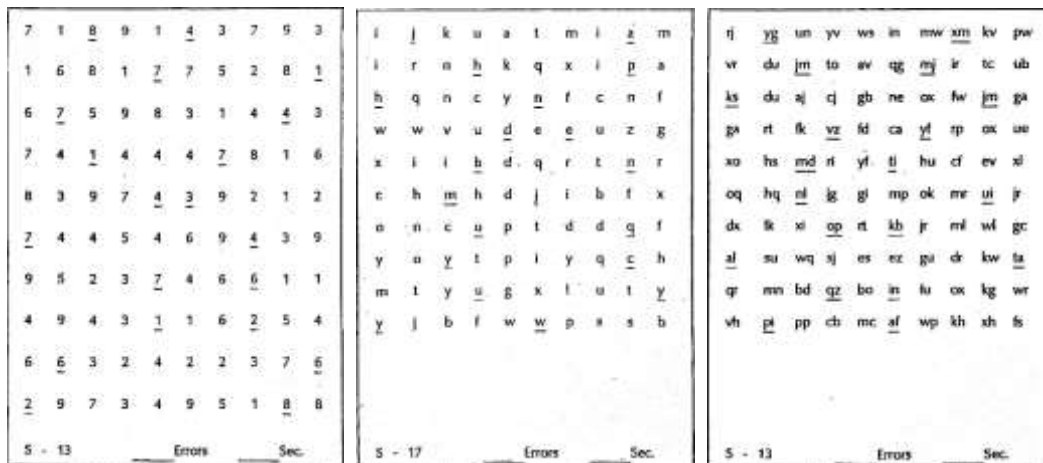 7 1 8 9 1 4 3 7 9 3
1 6 8 1 7 7 5 2 8 1
6 7 5 9 8 3 1 4 4 3
7 4 1 4 4 4 7 8 1 6
8 3 9 7 4 3 9 2 1 2
7 4 4 5 4 6 9 4 3 9
9 5 2 3 7 4 6 6 1 1
4 9 4 3 1 1 6 2 5 4
6 6 3 2 4 2 2 3 7 6
2 9 7 3 4 9 5 1 8 8
S - 13 ____Errors ____Sec.
i j k u a t m i z m
i r n h k q x i p a
h q n c y n f c n f
w w v u d e e u z g
x i i h d q r t n r
c h m h d j i b f x
n c u p t d d q f
y y t p i y q c h
m t y u g x l u t y
y j b f w w p s s b
S - 17 ____Errors ____Sec.
rj yg un yv ws in mw xm kv pw
vr du jm to av qg mj ir tc ub
ks du aj cj gb ne ox fw jm ga
ga rt fk vz fd ca yf rp ox ue
xo hs md ri yf ti hu cf ev xl
oq hq nl jg gi mp ok mr ui jr
dx lk xi op rt kb jr ml wl gc
al su wq sj es ez gu dr kw ta
qr mn bd qz bo in fu ox kg wr
vh pi pp cb mc af wp kh xh fs
S - 13 Errors Sec.